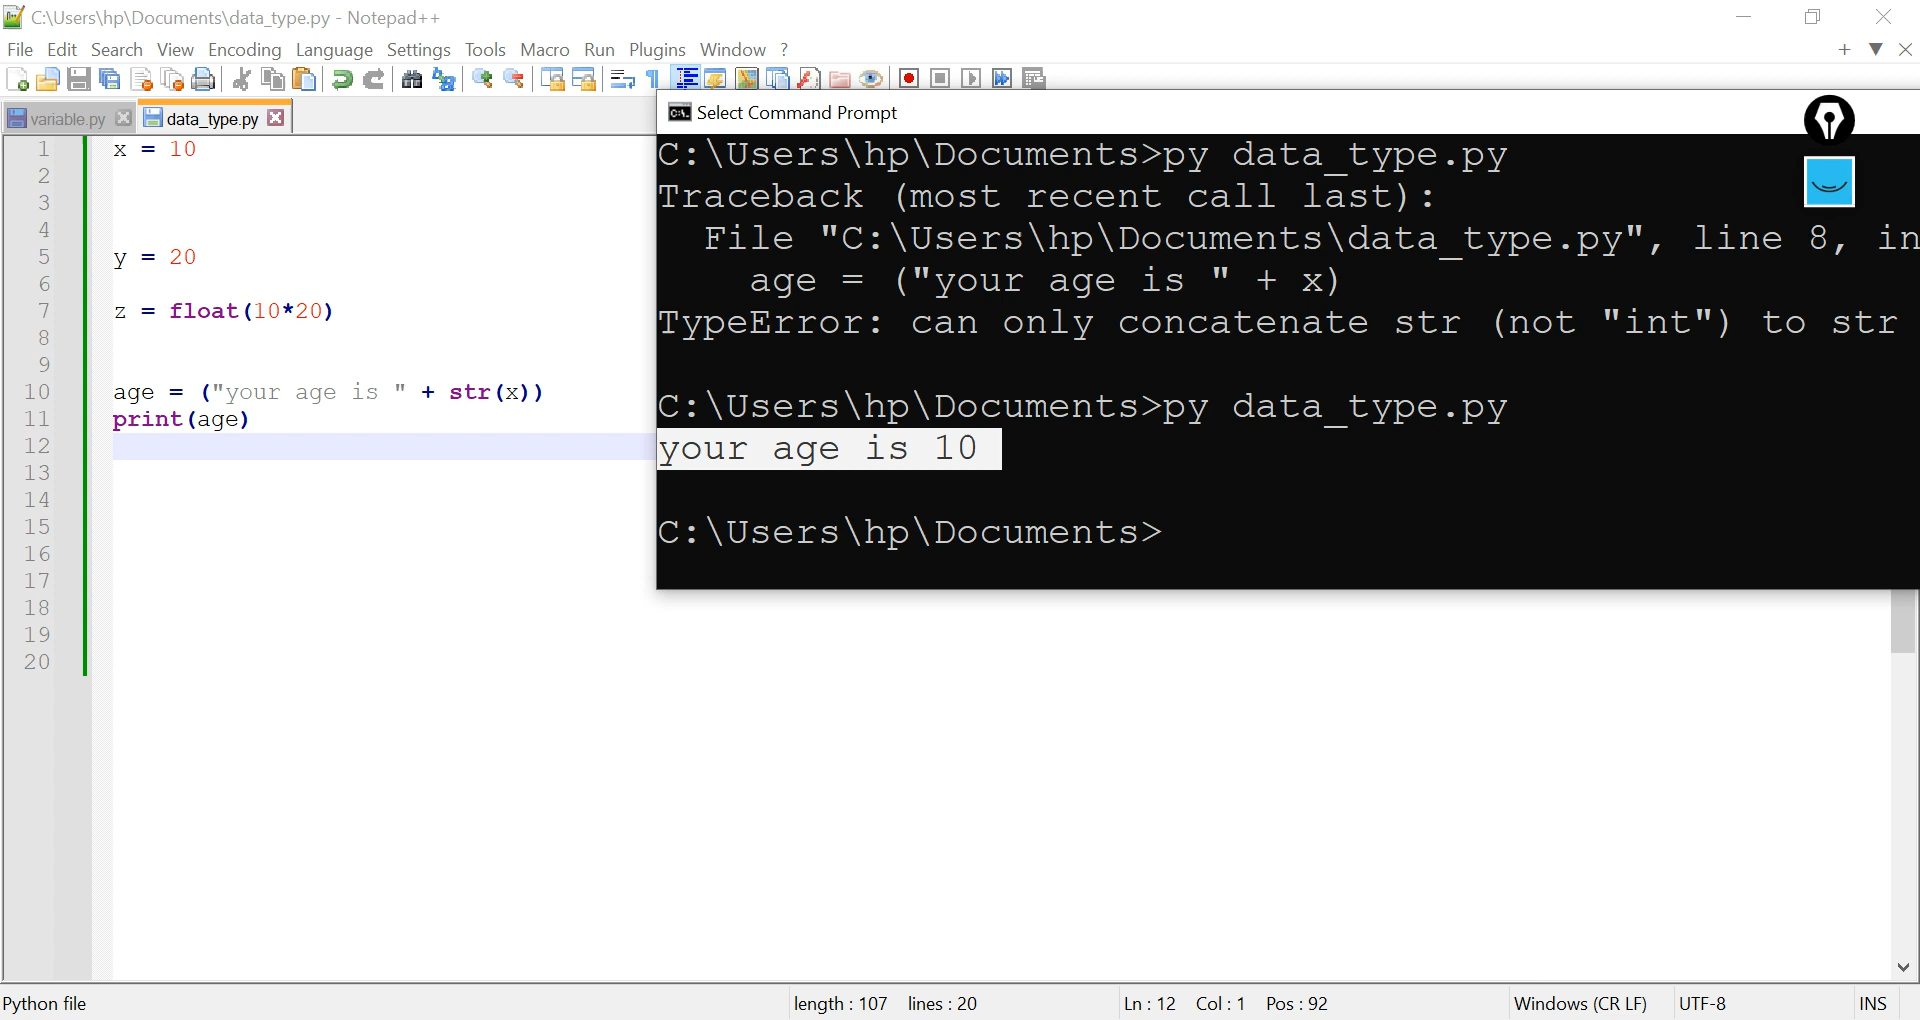 C:\Users\hp\Documents\data_type.py - Notepad++
File Edit Search View Encoding Language Settings Tools Macro Run Plugins Window ?
variable.py data_type.py
1 x = 10
2
3
4
5 y = 20
6
7 z = float(10*20)
8
9
10 age = ("your age is " + str(x))
11 print(age)
12
13
14
15
16
17
18
19
20
Select Command Prompt
C:\Users\hp\Documents>py data_type.py
Traceback (most recent call last):
File "C:\Users\hp\Documents\data_type.py", line 8, in
age = ("your age is " + x)
TypeError: can only concatenate str (not "int") to str
C:\Users\hp\Documents>py data_type.py
your age is 10
C:\Users\hp\Documents>
Python file length : 107 lines : 20 Ln : 12 Col : 1 Pos : 92 Windows (CR LF) UTF-8 INS